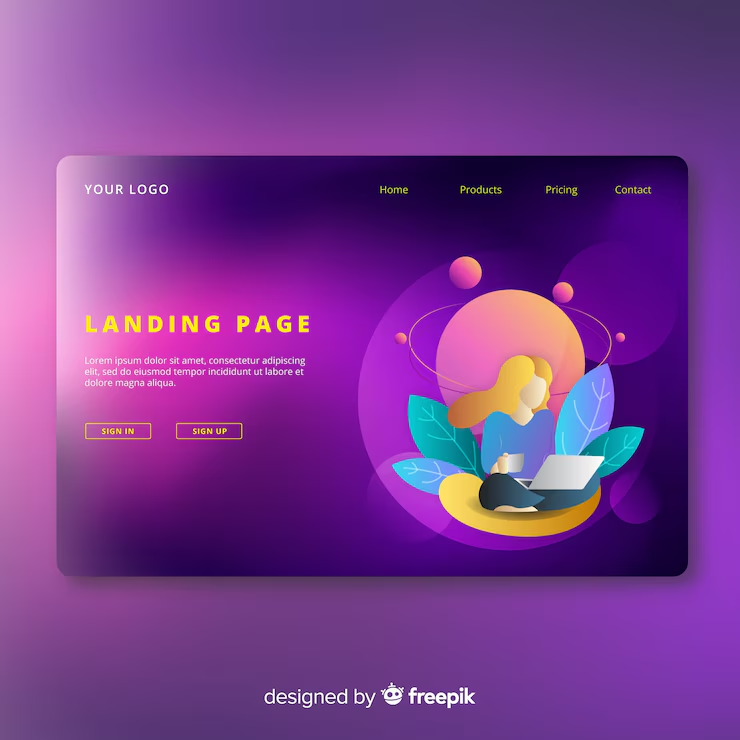 YOUR LOGO
Home Products Pricing Contact
LANDING PAGE
Lorem ipsum dolor sit am, consectetur adipiscing
elit, sed do eiusmod tempor incididunt ut labore et
dolore magna aliqua.
SIGN IN SIGN UP
designed by freepik